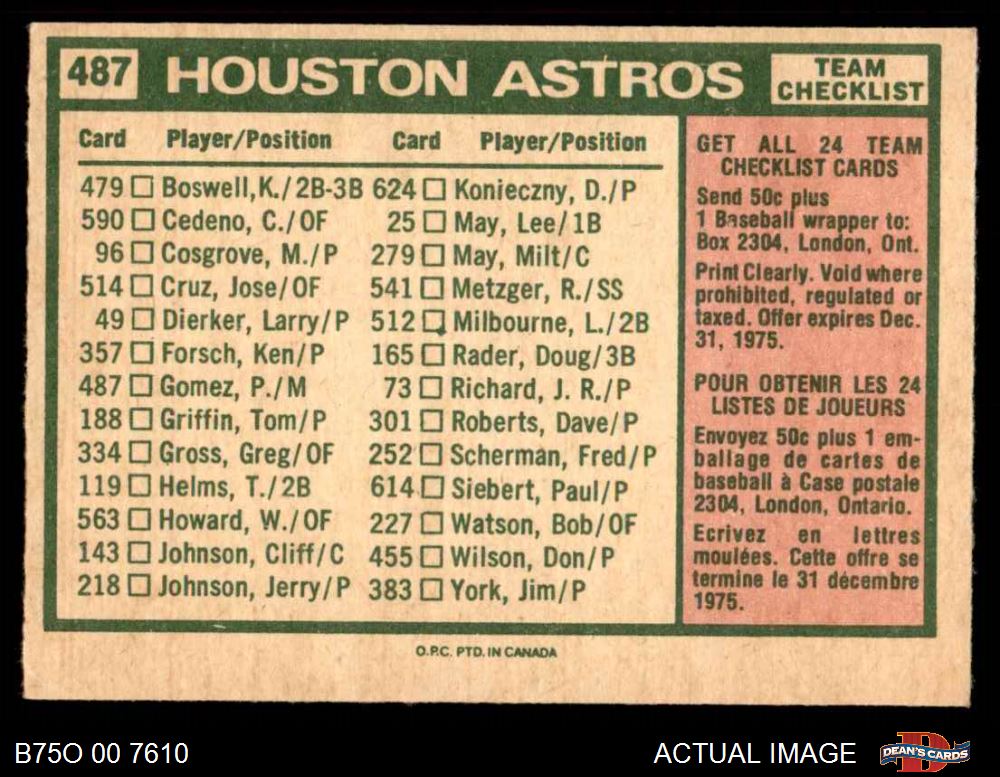 487 HOUSTON ASTROS TEAM CHECKLIST
Card Player/Position Card Player/Position
479 □ Boswell,K./2B-3B 624 □ Konieczny, D./P
590 □ Cedeno, C./OF 25 □ May, Lee/1B
96 □ Cosgrove, M./P 279 □ May, Milt/C
514 □ Cruz, Jose/OF 541 □ Metzger, R./SS
49 □ Dierker, Larry/P 512 □ Milbourne, L./2B
357 □ Forsch, Ken/P 165 □ Rader, Doug/3B
487 □ Gomez, P./M 73 □ Richard, J. R./P
188 □ Griffin, Tom/P 301 □ Roberts, Dave/P
334 □ Gross, Greg/OF 252 □ Scherman, Fred/P
119 □ Helms, T./2B 614 □ Siebert, Paul/P
563 □ Howard, W./OF 227 □ Watson, Bob/OF
143 □ Johnson, Cliff/C 455 □ Wilson, Don/P
218 □ Johnson, Jerry/P 383 □ York, Jim/P
GET ALL 24 TEAM
CHECKLIST CARDS
Send 50c plus
1 Baseball wrapper to:
Box 2304, London, Ont.
Print Clearly. Void where
prohibited, regulated or
taxed. Offer expires Dec.
31, 1975.
POUR OBTENIR LES 24
LISTES DE JOUEURS
Envoyez 50c plus 1 em-
ballage de cartes de
baseball à Case postale
2304, London, Ontario.
Ecrivez en lettres
moulées. Cette offre se
termine le 31 décembre
1975.
O.P.C. PTD. IN CANADA
B75O 00 7610 ACTUAL IMAGE DEAN'S CARDS